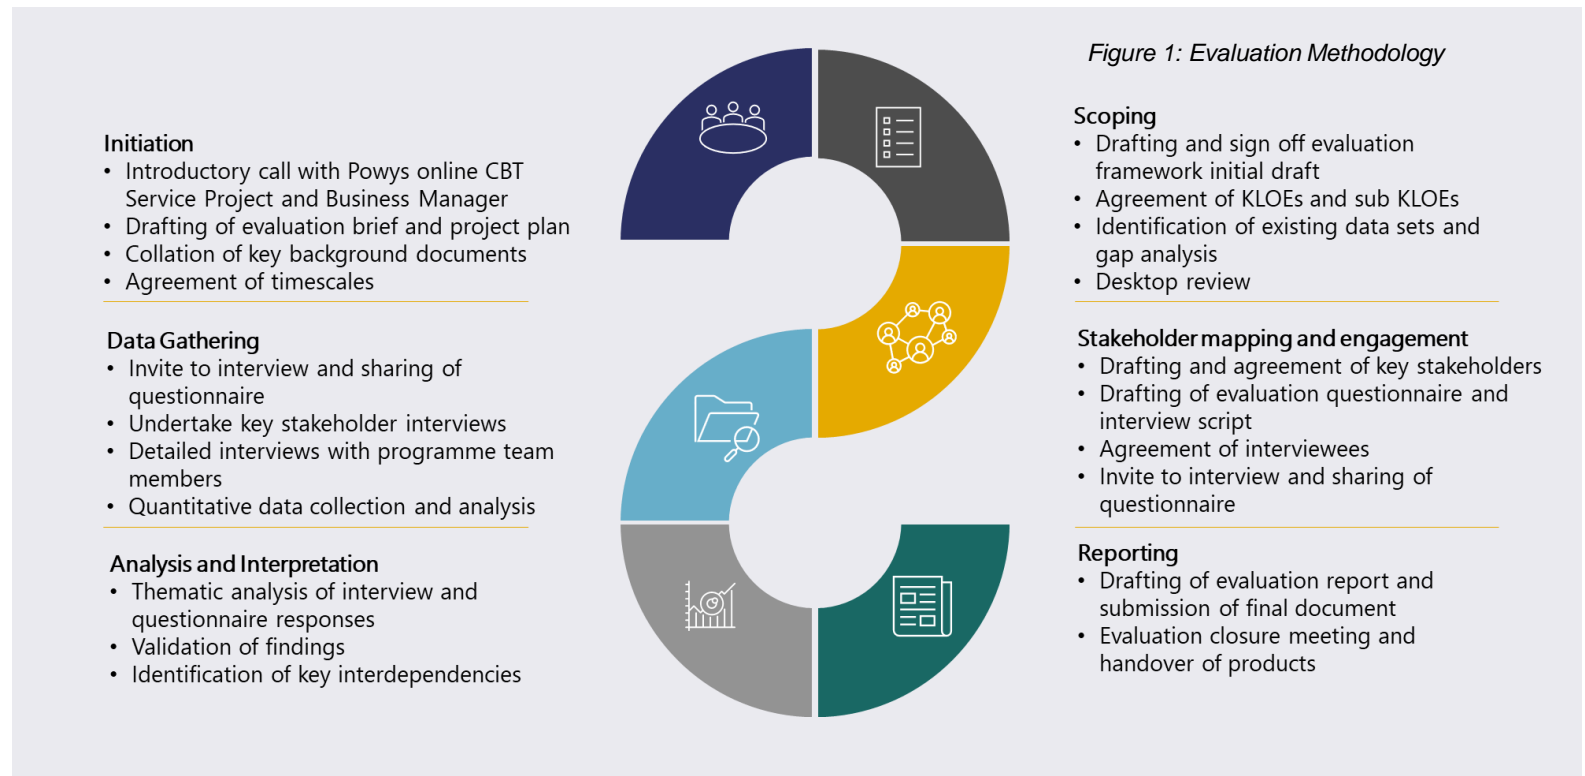 Figure 1: Evaluation Methodology
Initiation
• Introductory call with Powys online CBT
Service Project and Business Manager
• Drafting of evaluation brief and project plan
• Collation of key background documents
• Agreement of timescales
Scoping
• Drafting and sign off evaluation
framework initial draft
• Agreement of KLOEs and sub KLOEs
• Identification of existing data sets and
gap analysis
• Desktop review
Stakeholder mapping and engagement
• Drafting and agreement of key stakeholders
• Drafting of evaluation questionnaire and
interview script
• Agreement of interviewees
• Invite to interview and sharing of
questionnaire
Data Gathering
• Invite to interview and sharing of
questionnaire
• Undertake key stakeholder interviews
• Detailed interviews with programme team
members
• Quantitative data collection and analysis
Analysis and Interpretation
• Thematic analysis of interview and
questionnaire responses
• Validation of findings
• Identification of key interdependencies
Reporting
• Drafting of evaluation report and
submission of final document
• Evaluation closure meeting and
handover of products